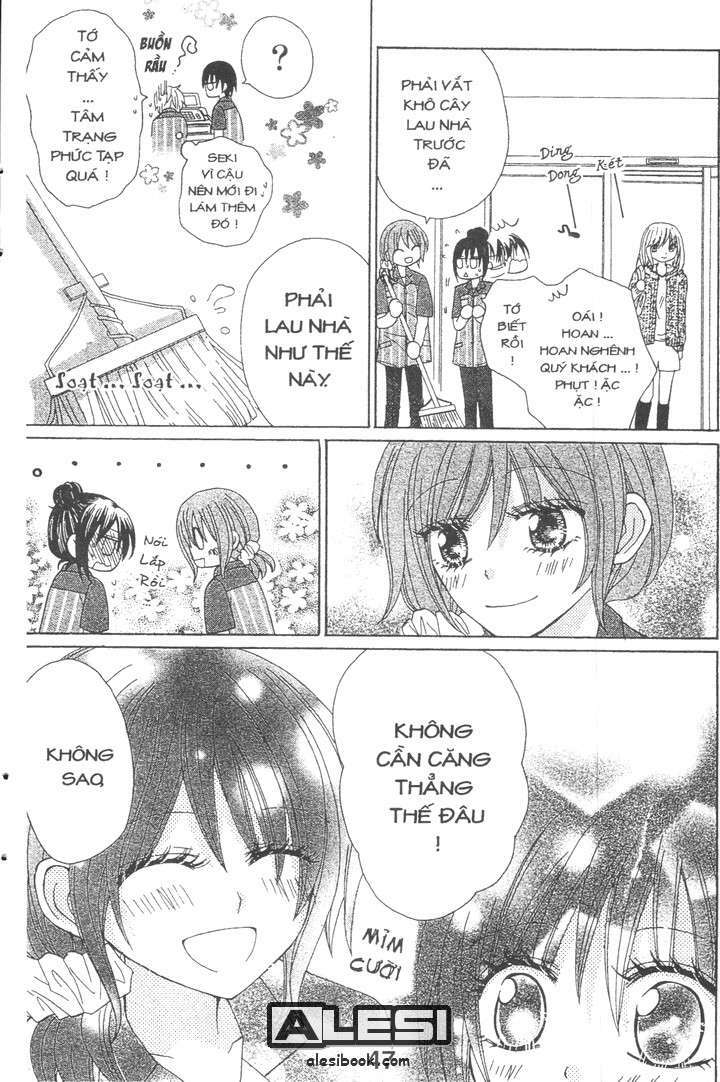 PHẢI VẮT
KHÔ CÂY
LAU NHÀ
TRƯỚC
ĐÃ
...
Ding
Dong
Két
TỚ
BIẾT
RỒI
!
OÁI!
HOAN ...
HOAN NGHÊNH
QUÝ KHÁCH ... !
PHỤT! ẶC
ẶC!
?
BUỒN
RẦU
TỚ
CẢM
THẤY
...
TÂM
TRẠNG
PHỨC TẠP
QUÁ!
SEKI
VÌ CẬU
NÊN MỚI ĐI
LÀM THÊM
ĐÓ!
PHẢI
LAU NHÀ
NHƯ THẾ
NÀY.
Soạt ... Soạt ...
Nói
Lắp
Rồi
...
KHÔNG
CẦN CĂNG
THẲNG
THẾ ĐÂU
!
KHÔNG
SAO,
MỈM
CƯỜI
ALESI
alesibook.com
47